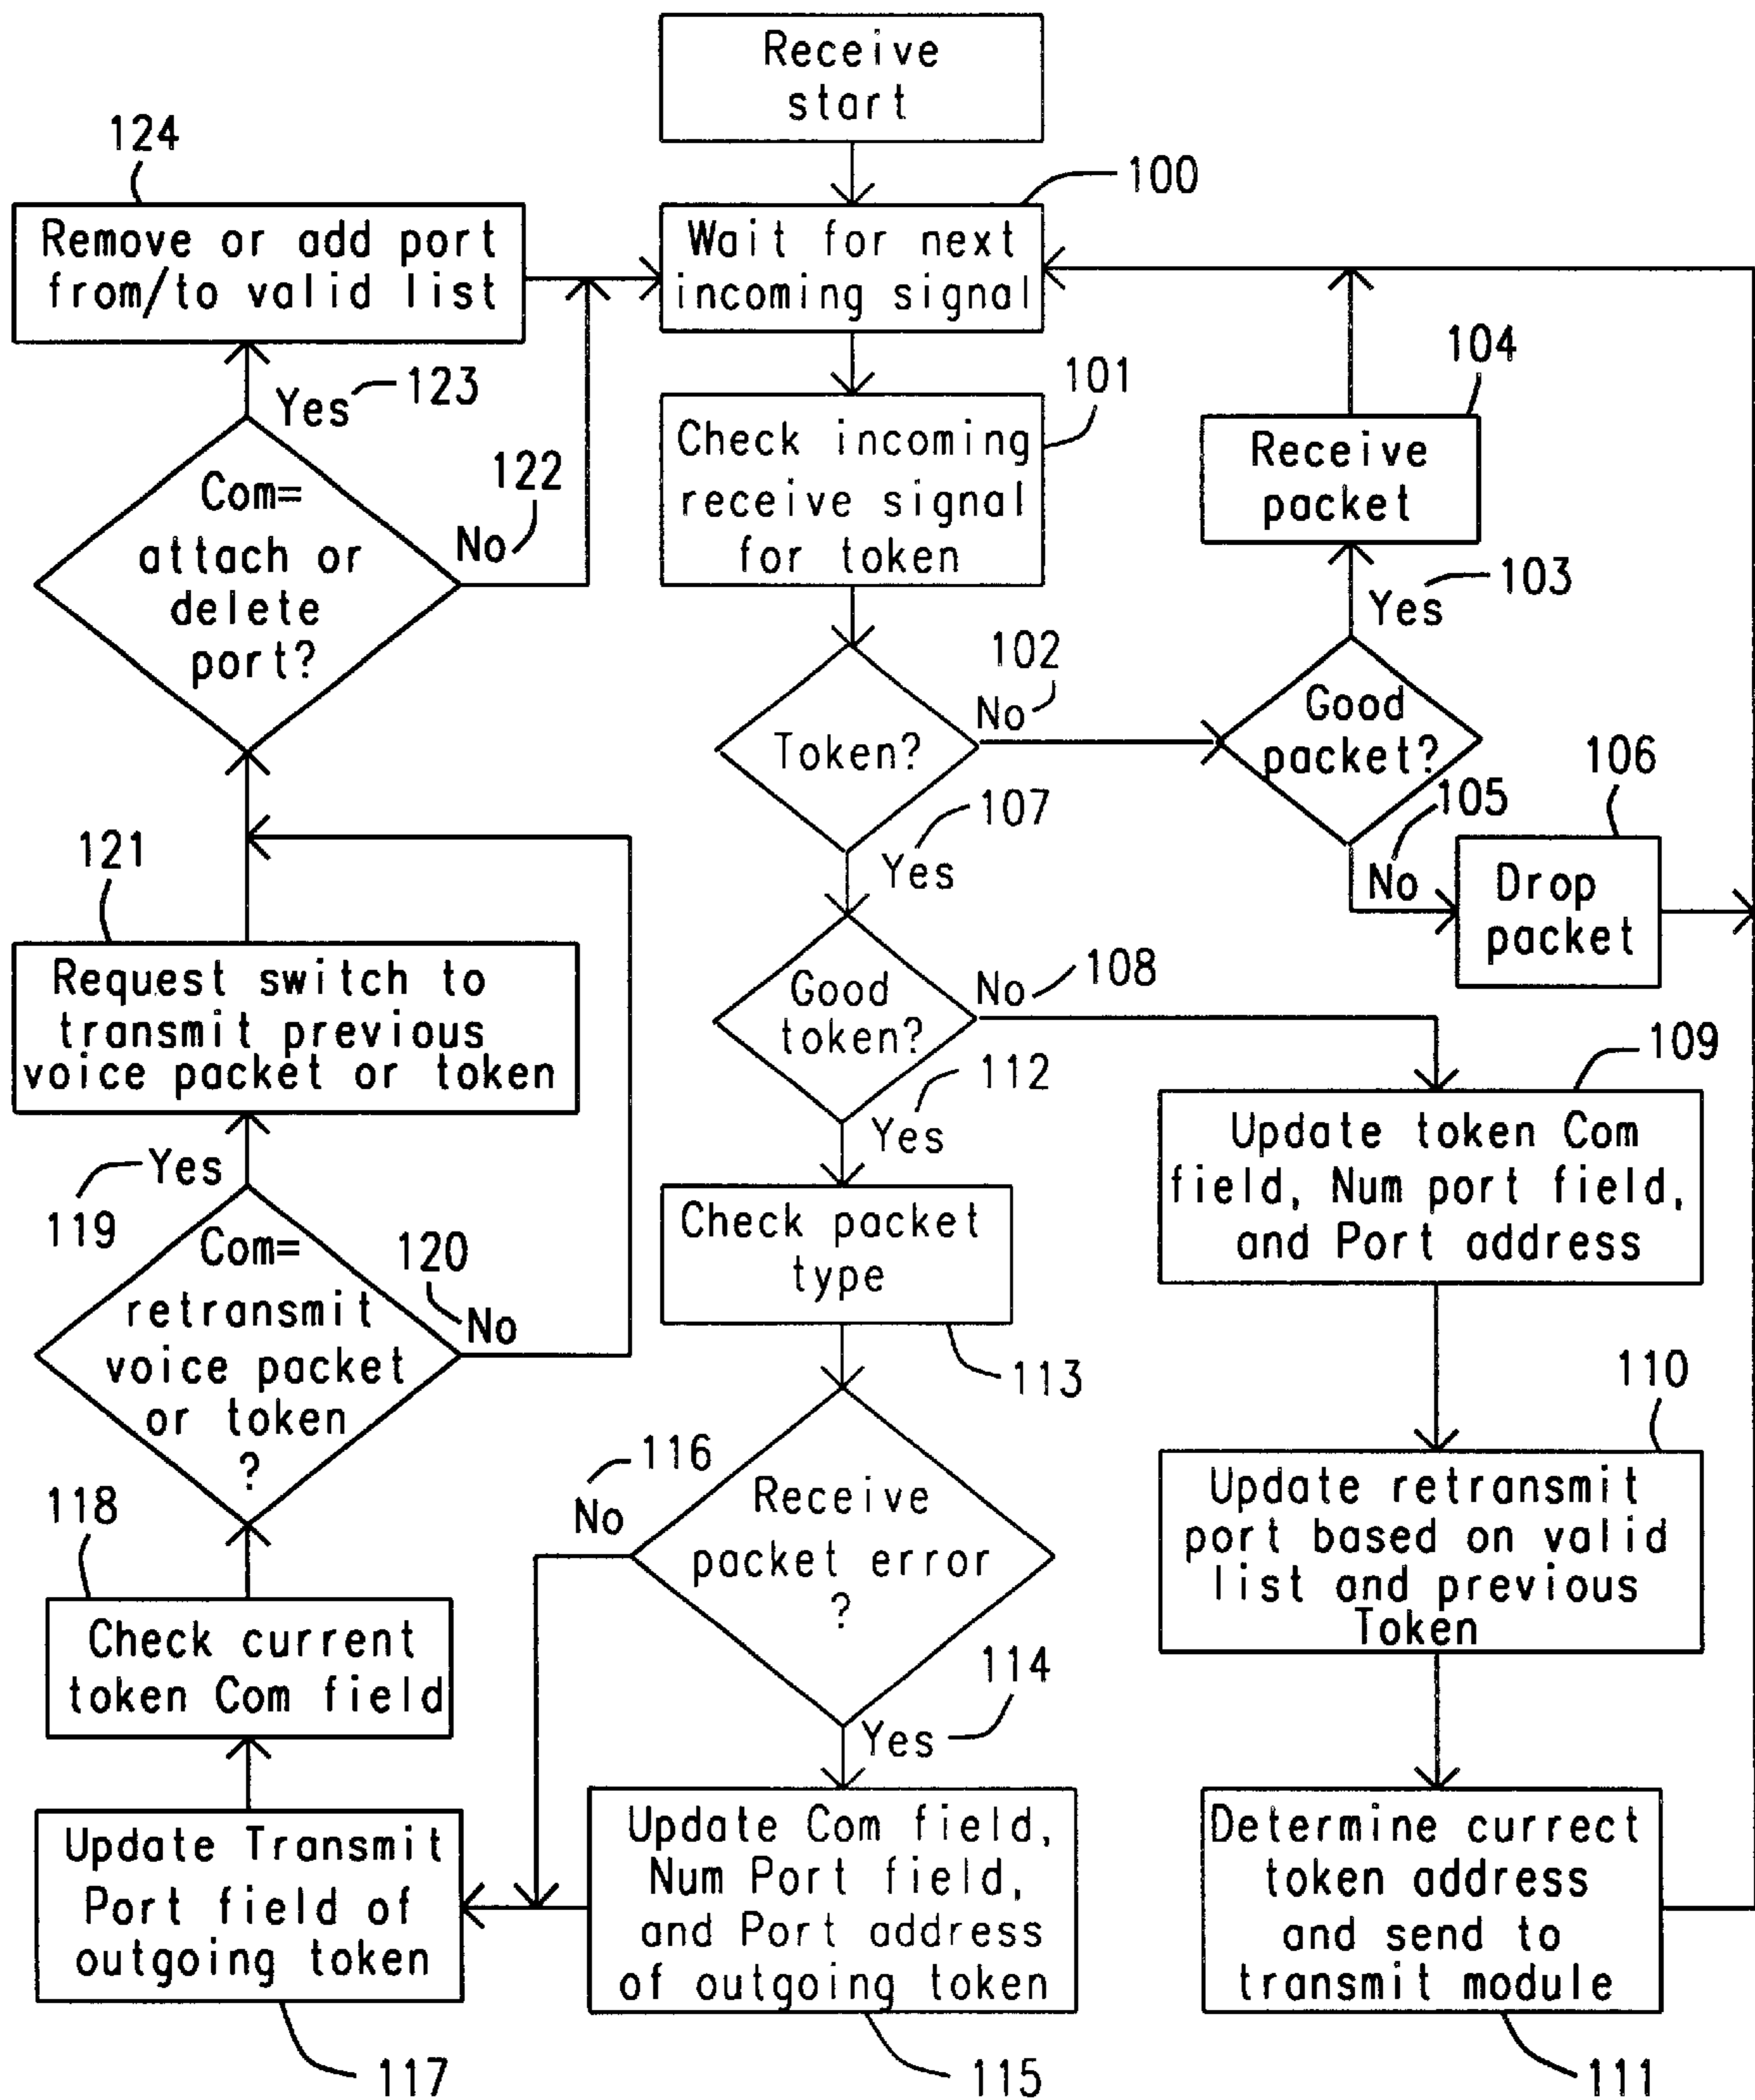 Receive
start
124
100
Remove or add port
from/to valid list
Wait for next
incoming signal
Yes
123
101
104
Check incoming
receive signal
for token
Receive
packet
Com=
attach or
delete
port?
122
No
Yes
103
102
No
Token?
Good
packet?
105
No
106
Drop
packet
107
Yes
121
Request switch to
transmit previous
voice packet or token
Good
token?
No
108
109
112
Yes
Update token Com
field, Num port field,
and Port address
Yes
119
Check packet
type
113
Com=
retransmit
voice packet
or token
?
120
No
110
116
No
Receive
packet error
?
Update retransmit
port based on valid
list and previous
Token
118
Check current
token Com field
114
Yes
Update Transmit
Port field of
outgoing token
Update Com field,
Num Port field,
and Port address
of outgoing token
Determine currect
token address
and send to
transmit module
117
115
111